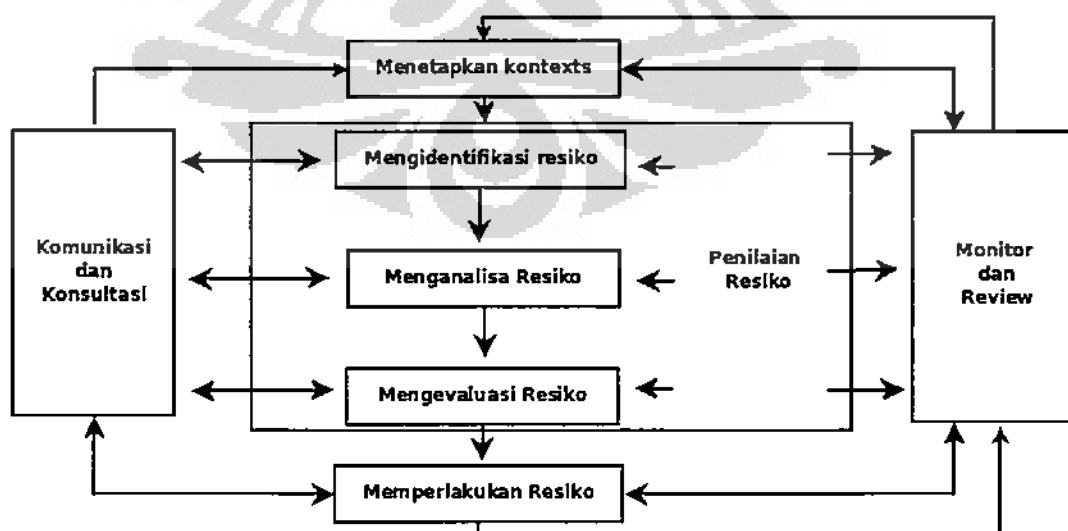 Menetapkan kontexts
Mengidentifikasi resiko
Komunikasi
dan
Konsultasi
Menganalisa Resiko
Penilaian
Resiko
Monitor
dan
Review
Mengevaluasi Resiko
Memperlakukan Resiko